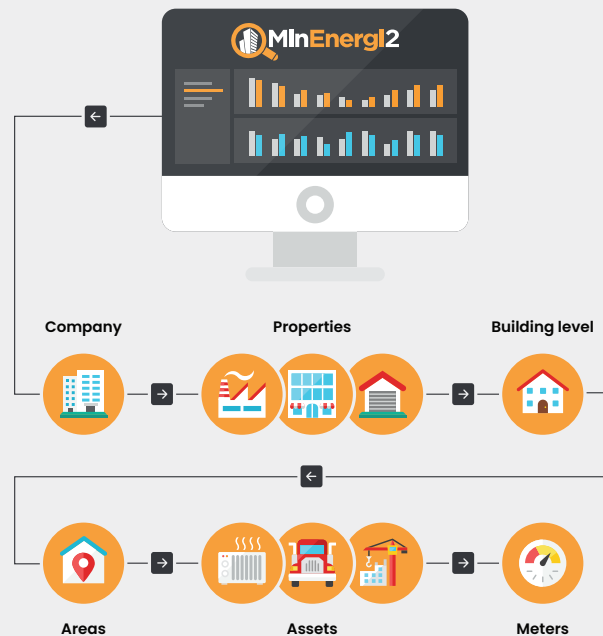 MInEnergI2
Company
Properties
Building level
Areas
Assets
Meters